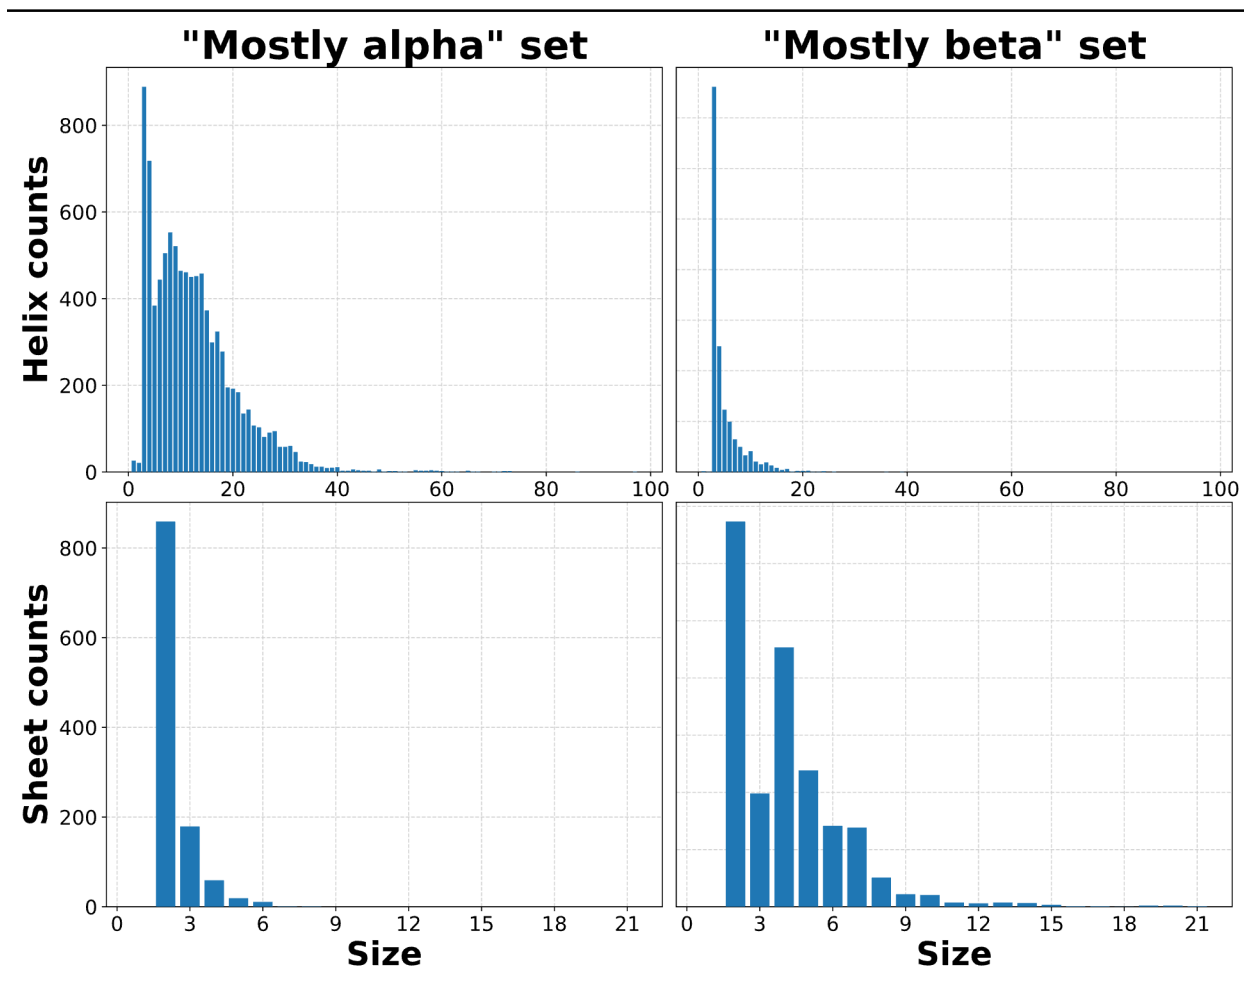 "Mostly alpha" set
"Mostly beta" set
Helix counts
800
600
400
200
0
0 20 40 60 80 100
0 20 40 60 80 100
Sheet counts
800
600
400
200
0
0 3 6 9 12 15 18 21
0 3 6 9 12 15 18 21
Size
Size